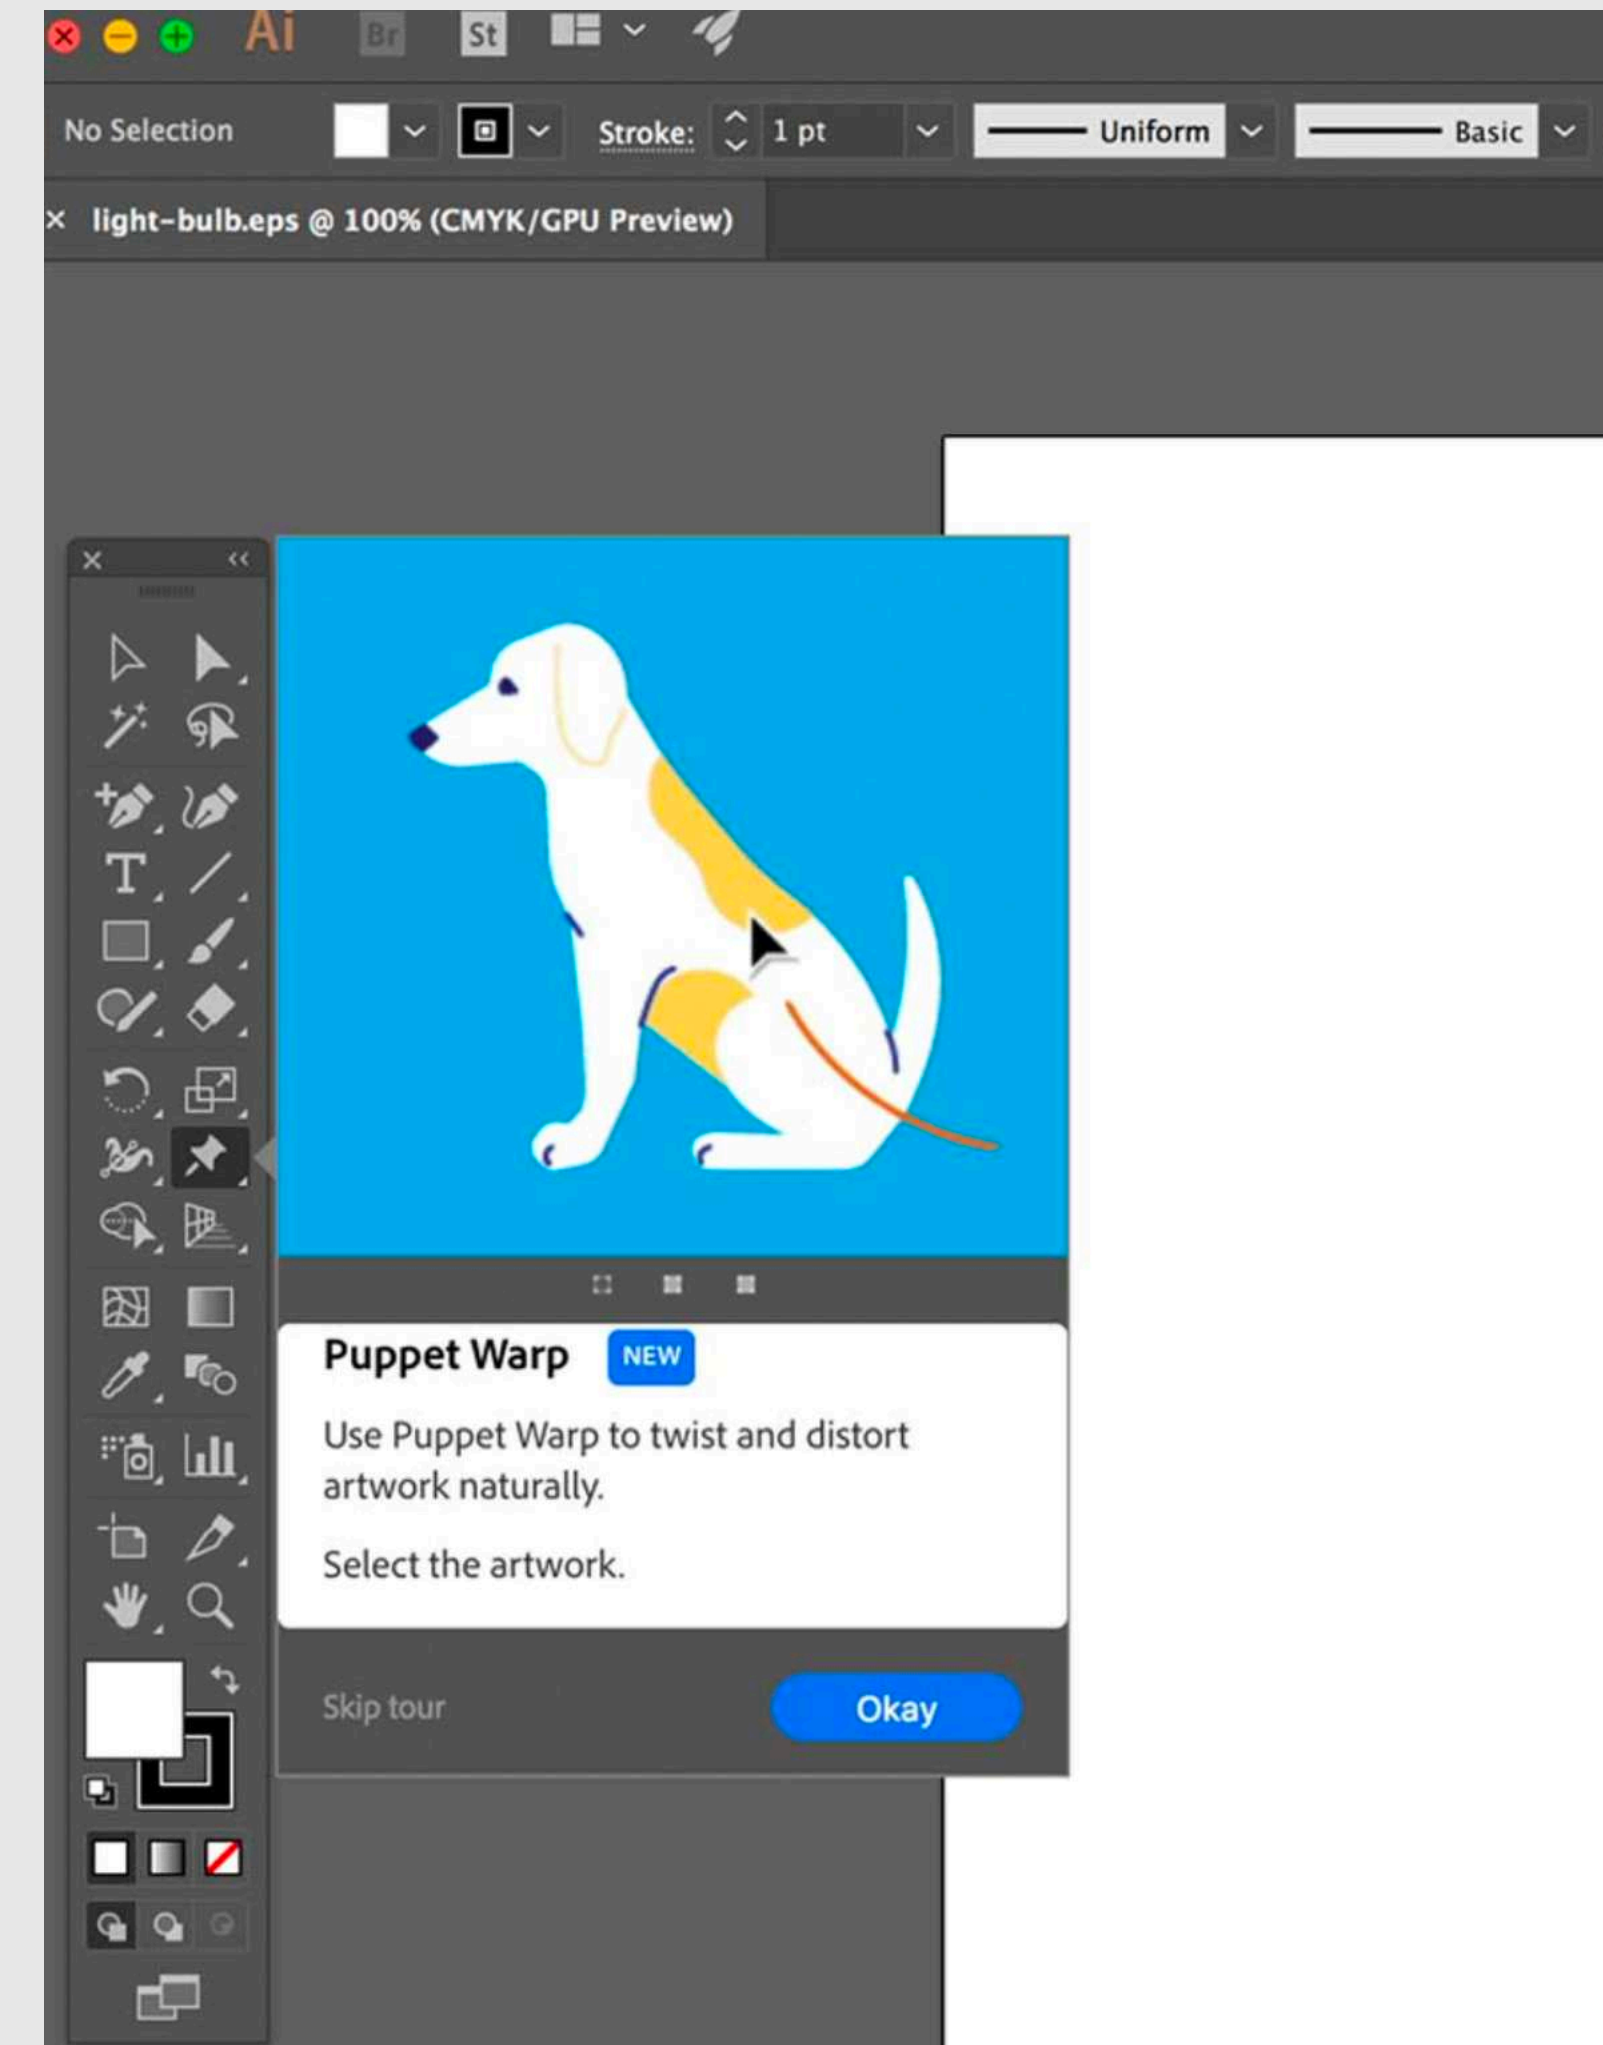 Ai Br St
No Selection Stroke: 1 pt Uniform Basic
× light-bulb.eps @ 100% (CMYK/GPU Preview)
Puppet Warp NEW
Use Puppet Warp to twist and distort
artwork naturally.
Select the artwork.
Skip tour Okay